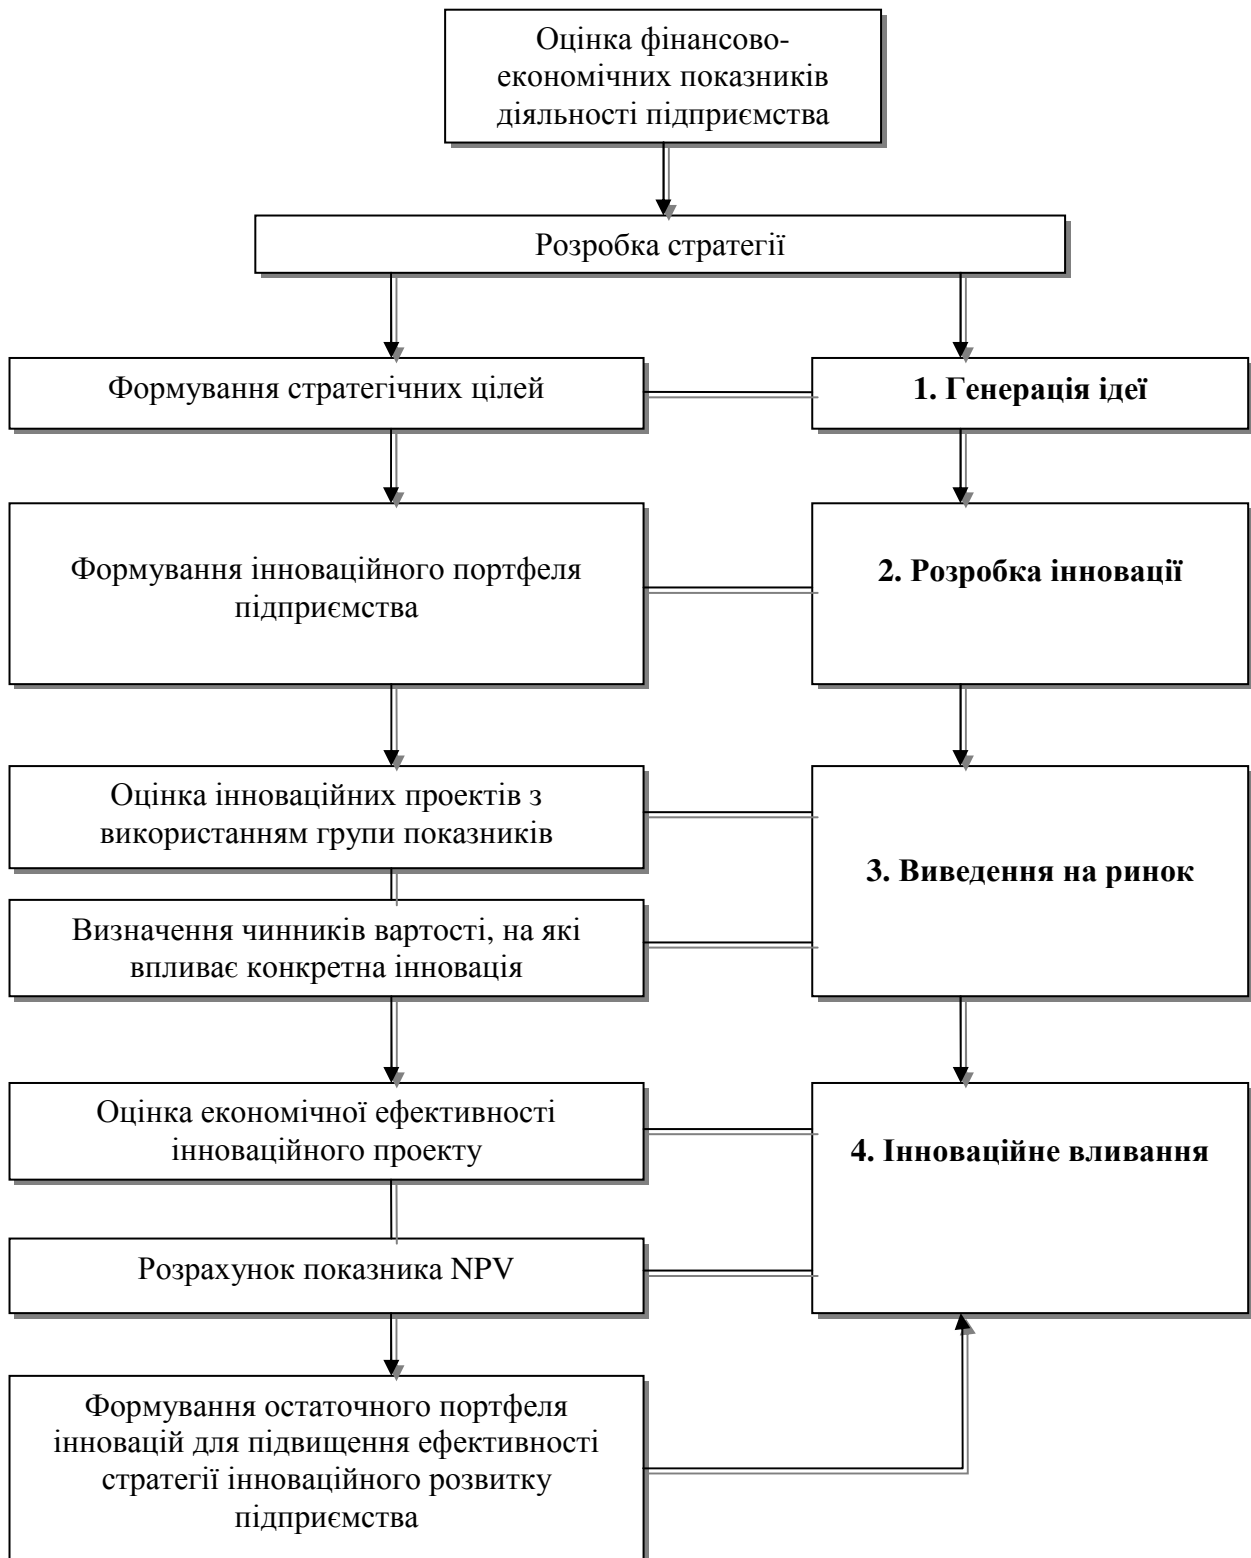 Оцінка фінансово-
економічних показників
діяльності підприємства
Розробка стратегії
Формування стратегічних цілей
1. Генерація ідеї
Формування інноваційного портфеля
підприємства
2. Розробка інновації
Оцінка інноваційних проектів з
використанням групи показників
3. Виведення на ринок
Визначення чинників вартості, на які
впливає конкретна інновація
Оцінка економічної ефективності
інноваційного проекту
4. Інноваційне вливання
Розрахунок показника NPV
Формування остаточного портфеля
інновацій для підвищення ефективності
стратегії інноваційного розвитку
підприємства